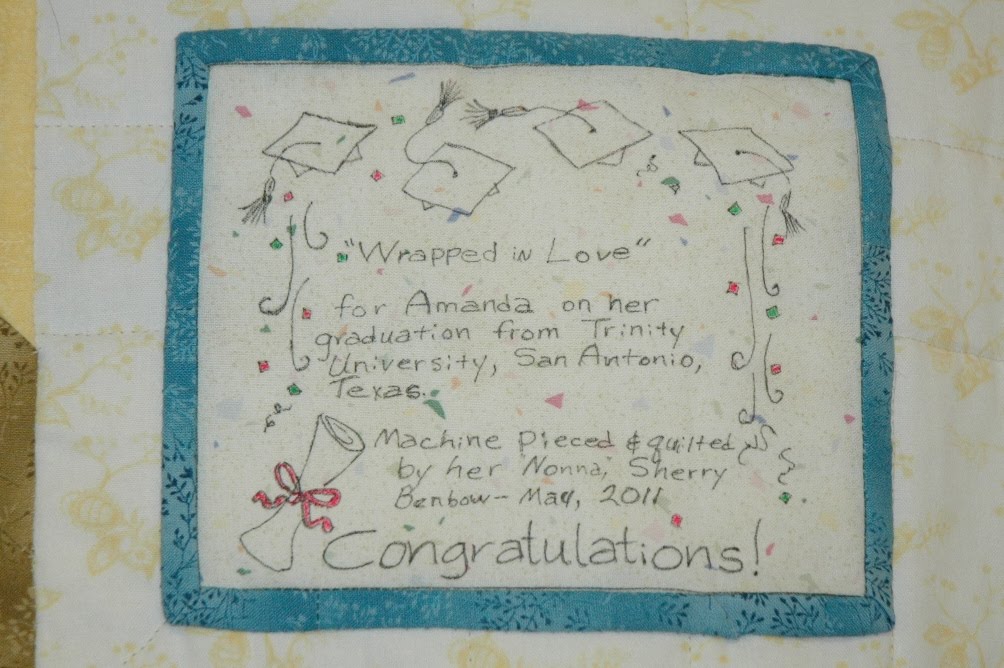 "Wrapped in Love"
for Amanda on her
graduation from Trinity
University, San Antonio,
Texas.
Machine pieced & quilted
by her Nonna, Sherry
Benbow - May, 2011
Congratulations!